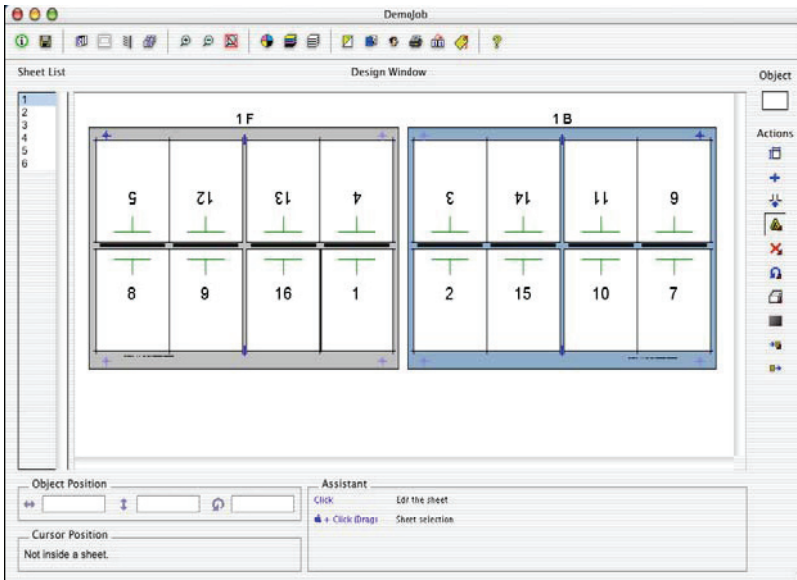 DemoJob
Sheet List
Design Window
Object
1
2
3
4
5
6
1 F
1 B
Actions
5 12 13 4
3 14 11 6
8 9 16 1
2 15 10 7
Object Position
Assistant
Click Edit the sheet
+ Click (Drag) Sheet selection
Cursor Position
Not inside a sheet.